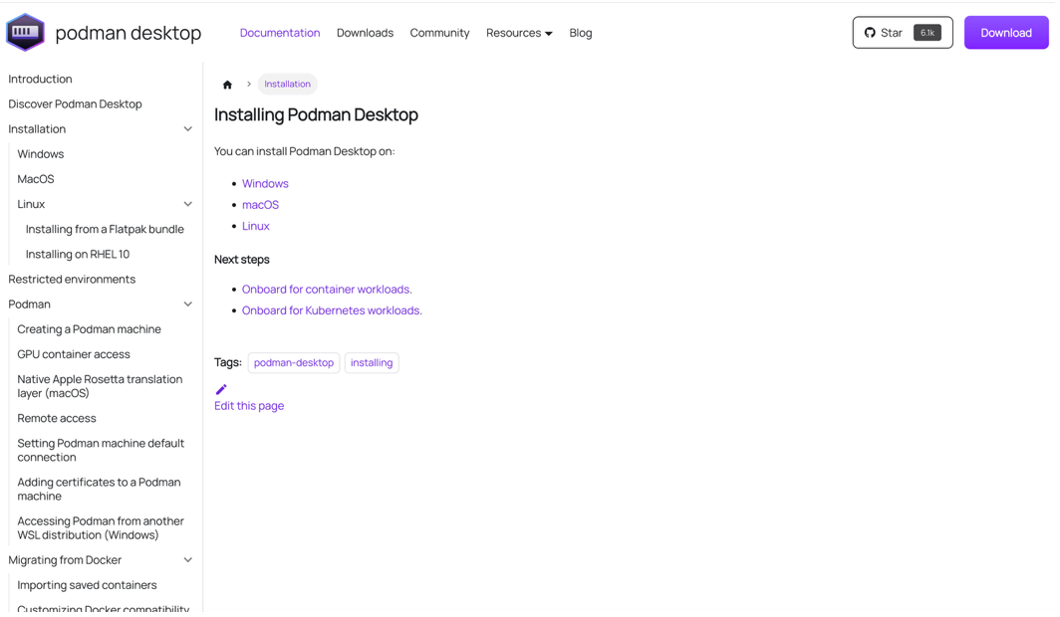 podman desktop
Documentation
Downloads
Community
Resources
Blog
Star 6.1k
Download
Introduction
Discover Podman Desktop
Installation
Windows
MacOS
Linux
Installing from a Flatpak bundle
Installing on RHEL 10
Restricted environments
Podman
Creating a Podman machine
GPU container access
Native Apple Rosetta translation
layer (macOS)
Remote access
Setting Podman machine default
connection
Adding certificates to a Podman
machine
Accessing Podman from another
WSL distribution (Windows)
Migrating from Docker
Importing saved containers
Customizing Docker compatibility
Installation
Installing Podman Desktop
You can install Podman Desktop on:
Windows
macOS
Linux
Next steps
Onboard for container workloads.
Onboard for Kubernetes workloads.
Tags: podman-desktop installing
Edit this page